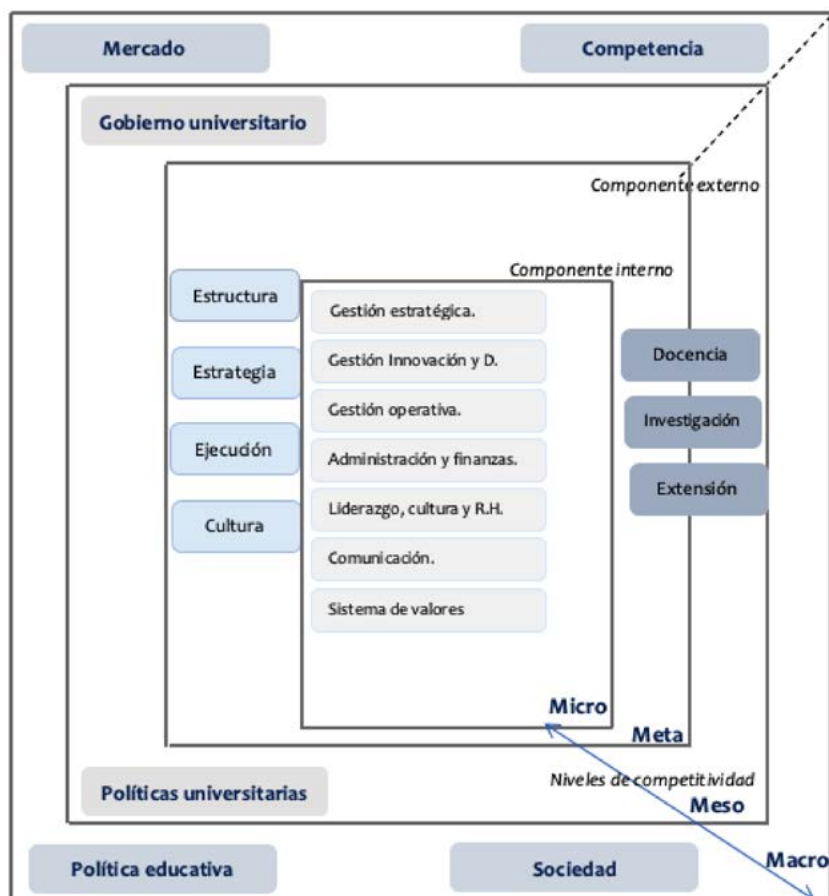 Mercado
Competencia
Gobierno universitario
Componente externo
Componente interno
Estructura
Estrategia
Ejecución
Cultura
Gestión estratégica.
Gestión Innovación y D.
Gestión operativa.
Administración y finanzas.
Liderazgo, cultura y R.H.
Comunicación.
Sistema de valores
Docencia
Investigación
Extensión
Micro
Meta
Niveles de competitividad
Meso
Macro
Políticas universitarias
Política educativa
Sociedad